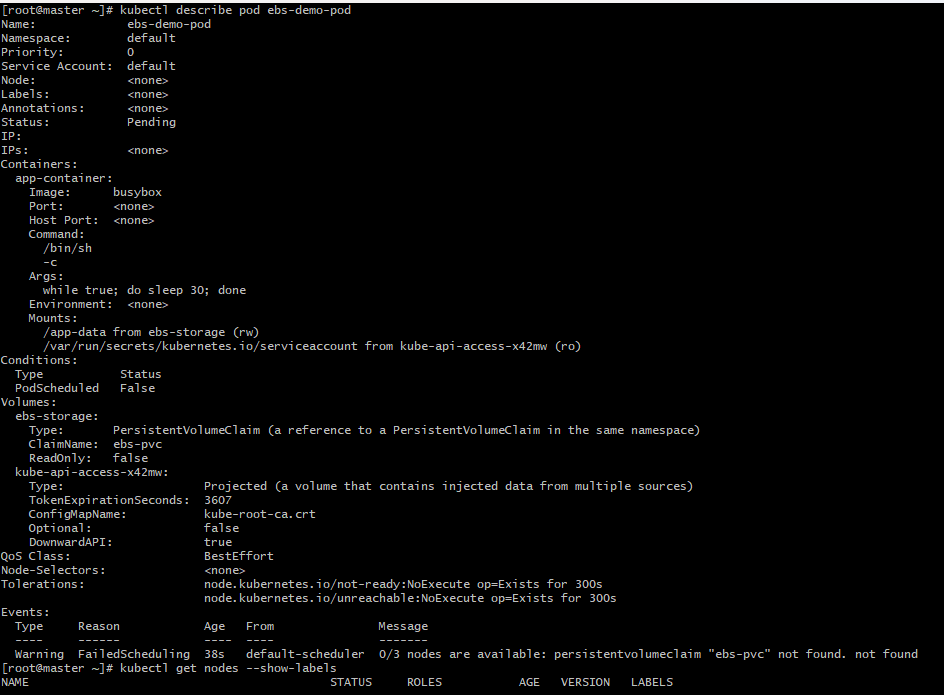 [root@master ~]# kubectl describe pod ebs-demo-pod
Name:             ebs-demo-pod
Namespace:        default
Priority:         0
Service Account:  default
Node:             <none>
Labels:           <none>
Annotations:      <none>
Status:           Pending
IP:
IPs:              <none>
Containers:
  app-container:
    Image:      busybox
    Port:       <none>
    Host Port:  <none>
    Command:
      /bin/sh
      -c
    Args:
      while true; do sleep 30; done
    Environment:  <none>
    Mounts:
      /app-data from ebs-storage (rw)
      /var/run/secrets/kubernetes.io/serviceaccount from kube-api-access-x42mw (ro)
Conditions:
  Type           Status
  PodScheduled   False
Volumes:
  ebs-storage:
    Type:       PersistentVolumeClaim (a reference to a PersistentVolumeClaim in the same namespace)
    ClaimName:  ebs-pvc
    ReadOnly:   false
  kube-api-access-x42mw:
    Type:                    Projected (a volume that contains injected data from multiple sources)
    TokenExpirationSeconds:  3607
    ConfigMapName:           kube-root-ca.crt
    Optional:                false
    DownwardAPI:             true
QoS Class:                   BestEffort
Node-Selectors:              <none>
Tolerations:                 node.kubernetes.io/not-ready:NoExecute op=Exists for 300s
                             node.kubernetes.io/unreachable:NoExecute op=Exists for 300s
Events:
  Type     Reason            Age   From               Message
  ----     ------            ----  ----               -------
  Warning  FailedScheduling  38s   default-scheduler  0/3 nodes are available: persistentvolumeclaim "ebs-pvc" not found. not found
[root@master ~]# kubectl get nodes --show-labels
NAME                                           STATUS     ROLES           AGE   VERSION   LABELS